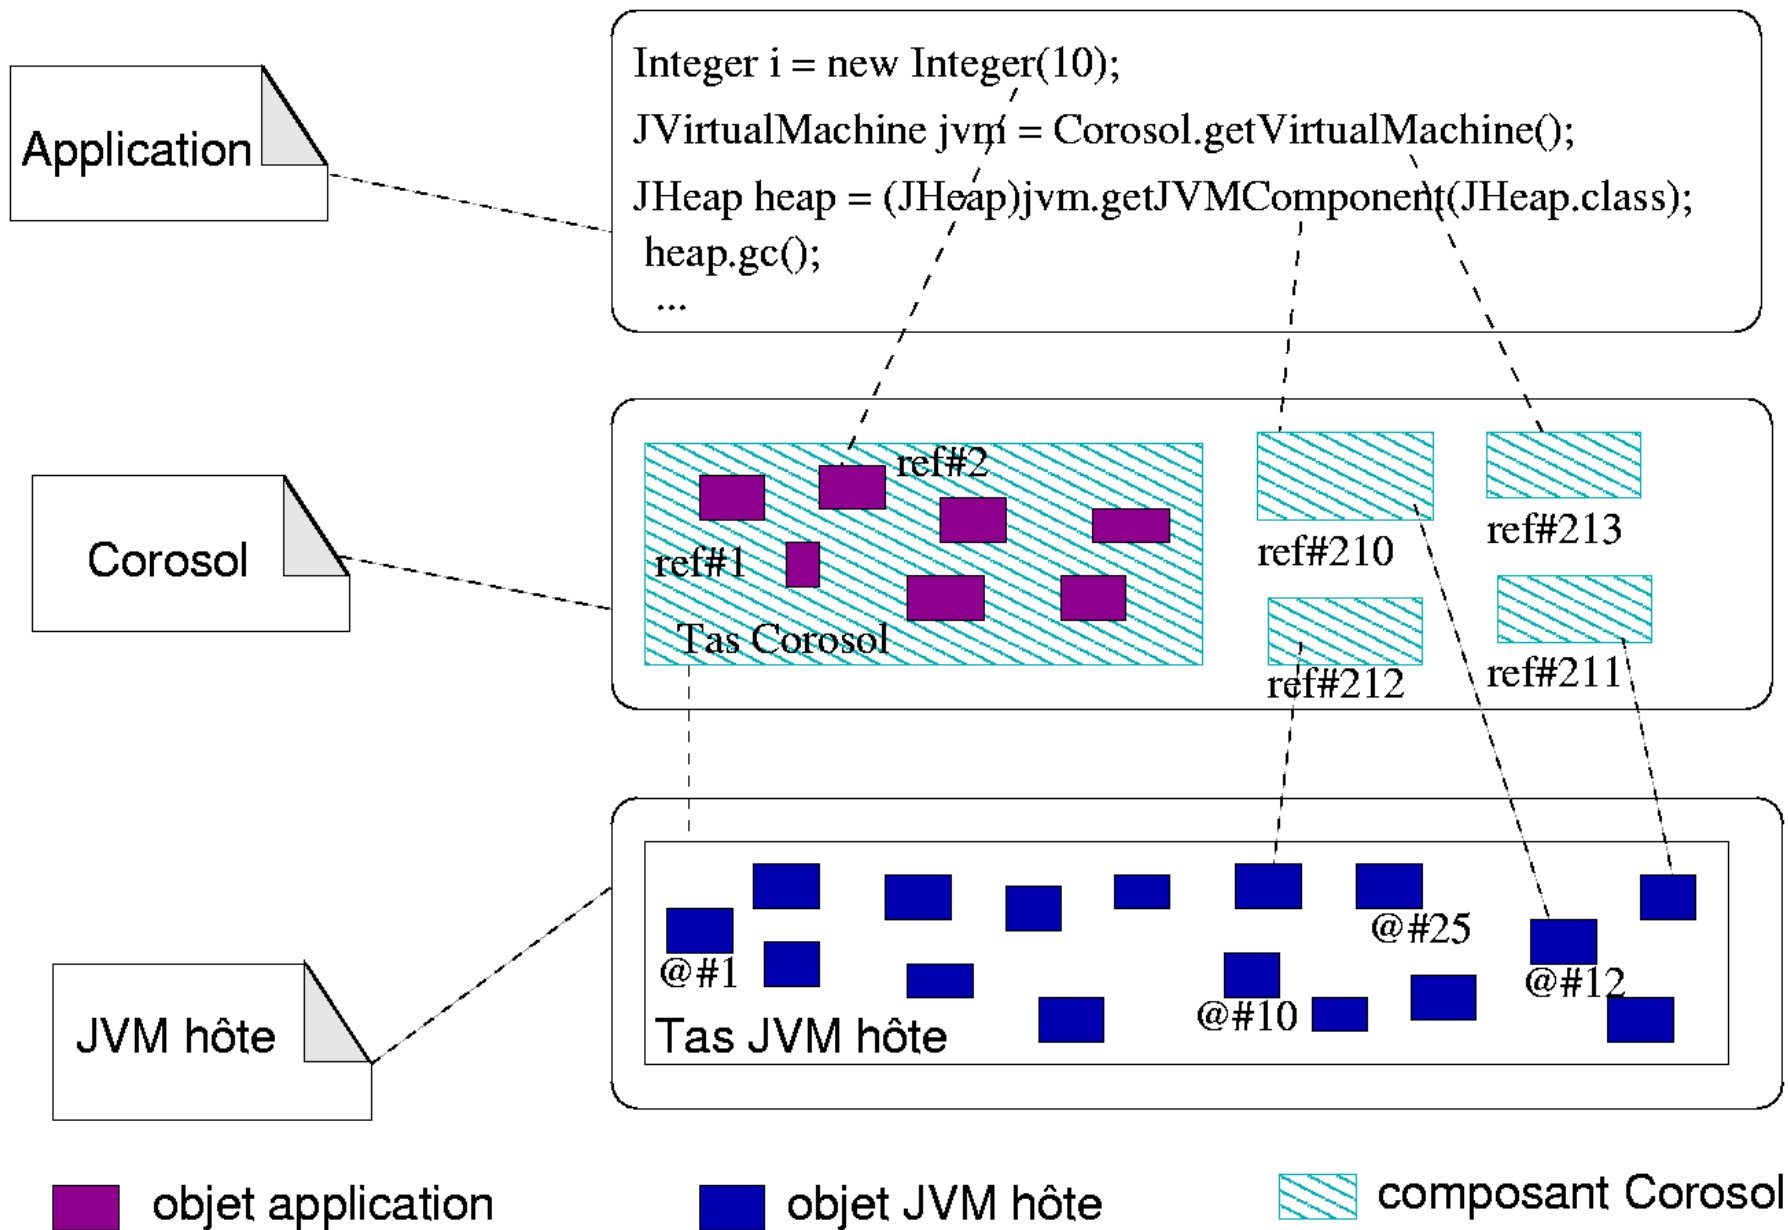 Application
Integer i = new Integer(10);
JVirtualMachine jvm = Corosol.getVirtualMachine();
JHeap heap = (JHeap)jvm.getJVMComponent(JHeap.class);
heap.gc();
...
Corosol
ref#2
ref#1
Tas Corosol
ref#210
ref#213
ref#212
ref#211
JVM hôte
@#1
@#25
@#10
@#12
Tas JVM hôte
objet application
objet JVM hôte
composant Corosol